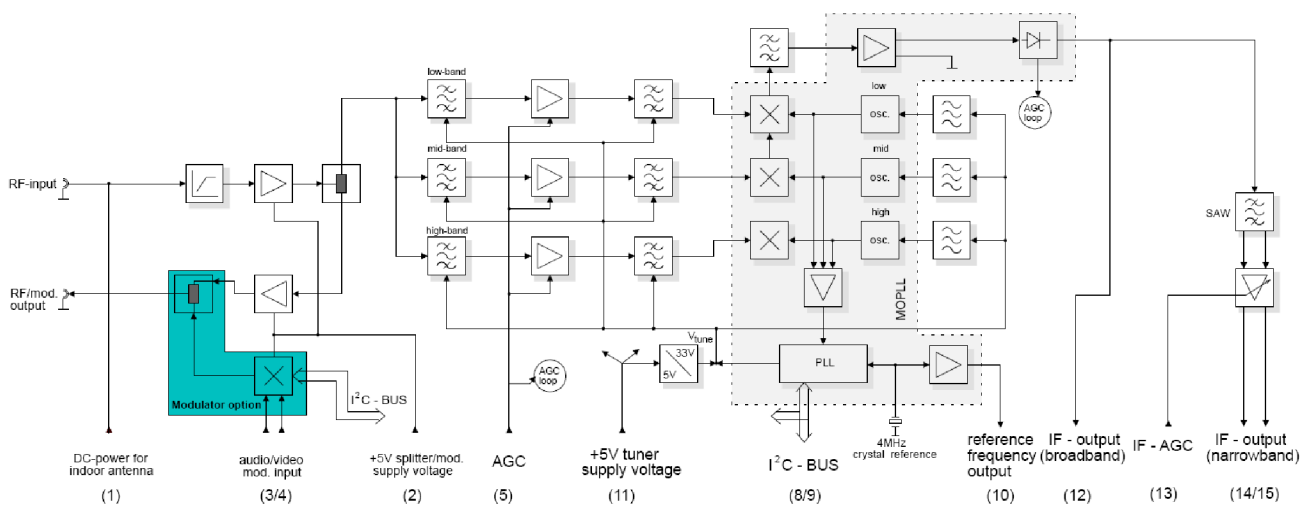 low-band
low
AGC
loop
osc.
mid-band
mid
RF-input
osc.
SAW
high-band
high
osc.
RF/mod.
output
MOPLL
Vtune
33V
5V
PLL
AGC
loop
I²C - BUS
Modulator option
4MHz
crystal reference
DC-power for
indoor antenna
(1)
audio/video
mod. input
(3/4)
+5V splitter/mod.
supply voltage
(2)
AGC
(5)
+5V tuner
supply voltage
(11)
I²C - BUS
(8/9)
reference
frequency
output
(10)
IF - output
(broadband)
(12)
IF - AGC
(13)
IF - output
(narrowband)
(14/15)